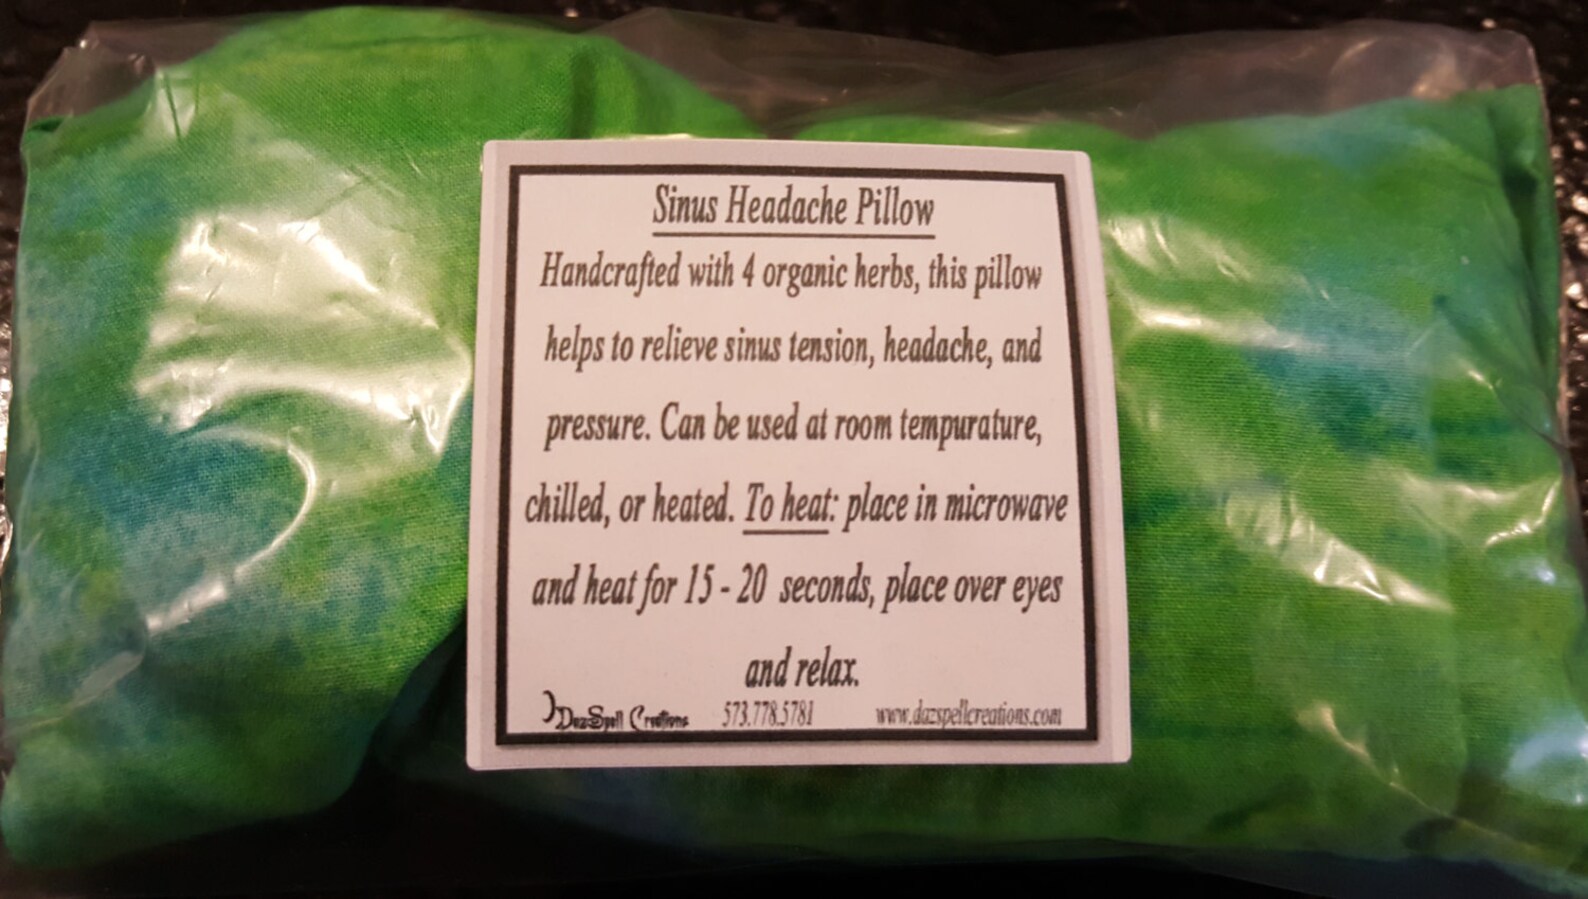 Sinus Headache Pillow
Handcrafted with 4 organic herbs, this pillow
helps to relieve sinus tension, headache, and
pressure. Can be used at room tempurature,
chilled, or heated. To heat: place in microwave
and heat for 15 - 20 seconds, place over eyes
and relax.
DazSpell Creations 573.778.5781 www.dazspellcreations.com